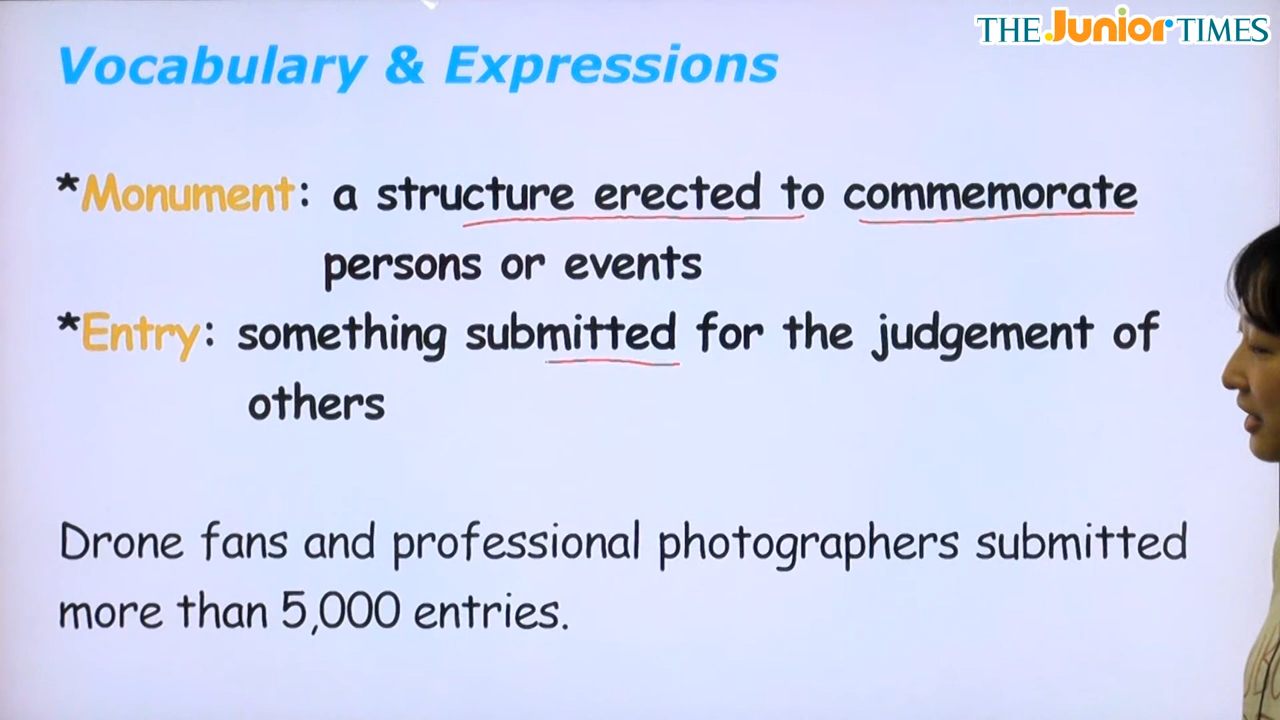 THE Junior TIMES
Vocabulary & Expressions
*Monument: a structure erected to commemorate
persons or events
*Entry: something submitted for the judgement of
others
Drone fans and professional photographers submitted
more than 5,000 entries.